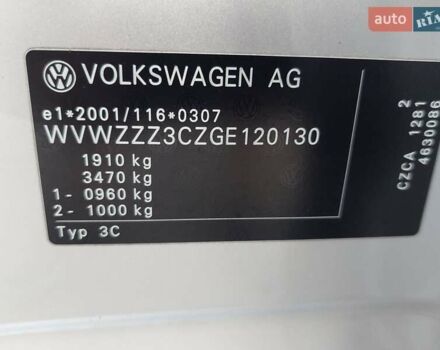 auto RIA.com
VOLKSWAGEN AG
e1*2001/116*0307
WVWZZZ3CZGE120130
1910 kg
3470 kg
1- 0960 kg
2- 1000 kg
Typ 3C
CZCA 1281 2
4630086